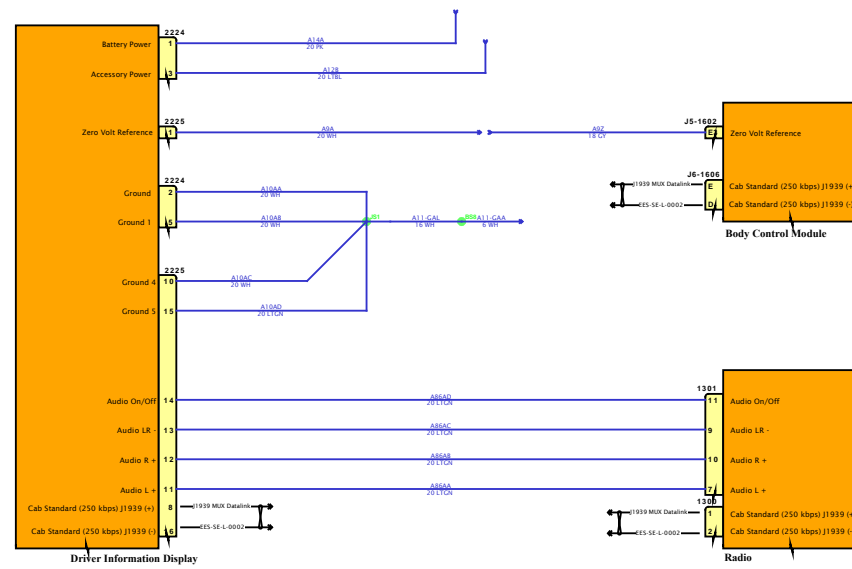 2224
Battery Power 1 A14A
20 PK
Accessory Power 3 A12B
20 LTBL
2225
Zero Volt Reference 1 A9A
20 WH
A9Z
18 GY
J5-1602
Zero Volt Reference
J6-1606
J1939 MUX Datalink E Cab Standard (250 kbps) J1939 (+
EES-SE-L-0002 D Cab Standard (250 kbps) J1939 (-
Body Control Module
2224
Ground 2 A10AA
20 WH
Ground 1 5 A10AB
20 WH
A11-GAL
16 WH
A11-GAA
6 WH
2225
Ground 4 10 A10AC
20 WH
Ground 5 15 A10AD
20 LTGN
1301
Audio On/Off 14 A86AD 11 Audio On/Off
20 LTGN
Audio LR - 13 A86AC 9 Audio LR -
20 LTGN
Audio R + 12 A86AB 10 Audio R +
20 LTGN
Audio L + 11 A86AA 7 Audio L +
20 LTGN
Cab Standard (250 kbps) J1939 (+) 8 J1939 MUX Datalink
Cab Standard (250 kbps) J1939 (-) 6 EES-SE-L-0002
Driver Information Display
1300
J1939 MUX Datalink 1 Cab Standard (250 kbps) J1939 (+
EES-SE-L-0002 2 Cab Standard (250 kbps) J1939 (-
Radio